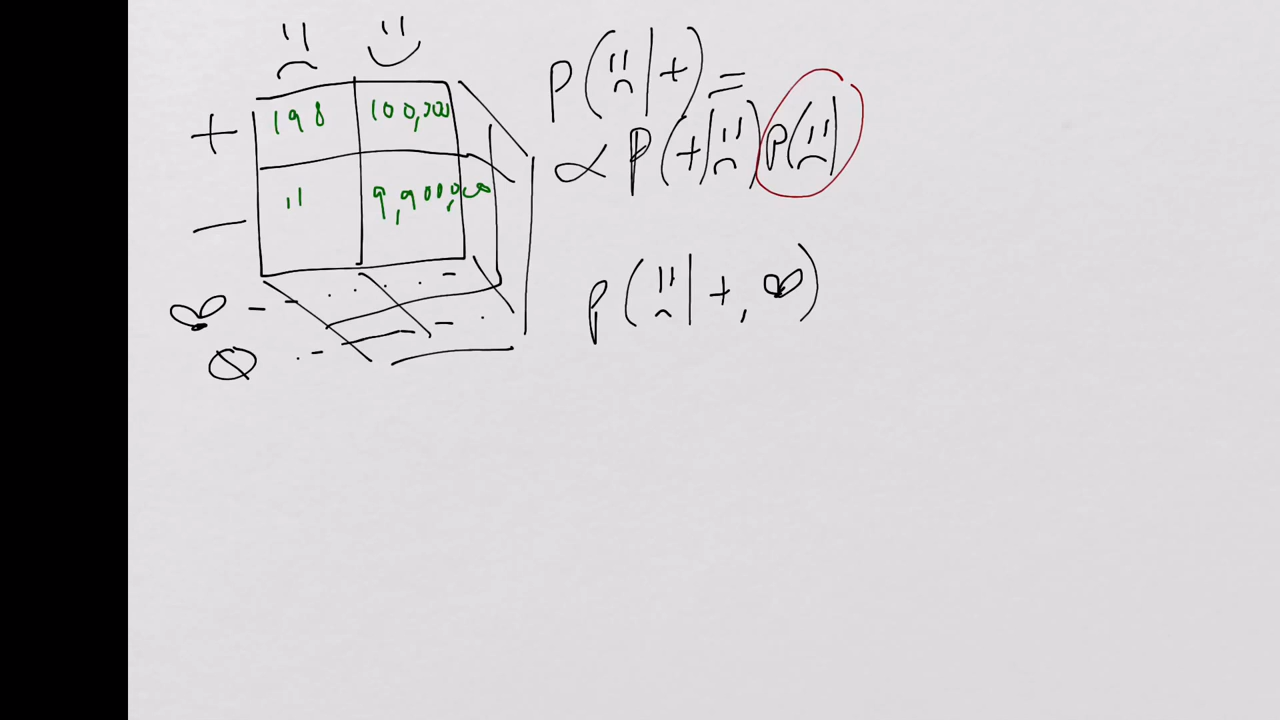 P(☹|+) =
+ 198 100,000
∝ P(+|☹) P(☹)
− 11 9,900,000
P(☹|+, ∞)